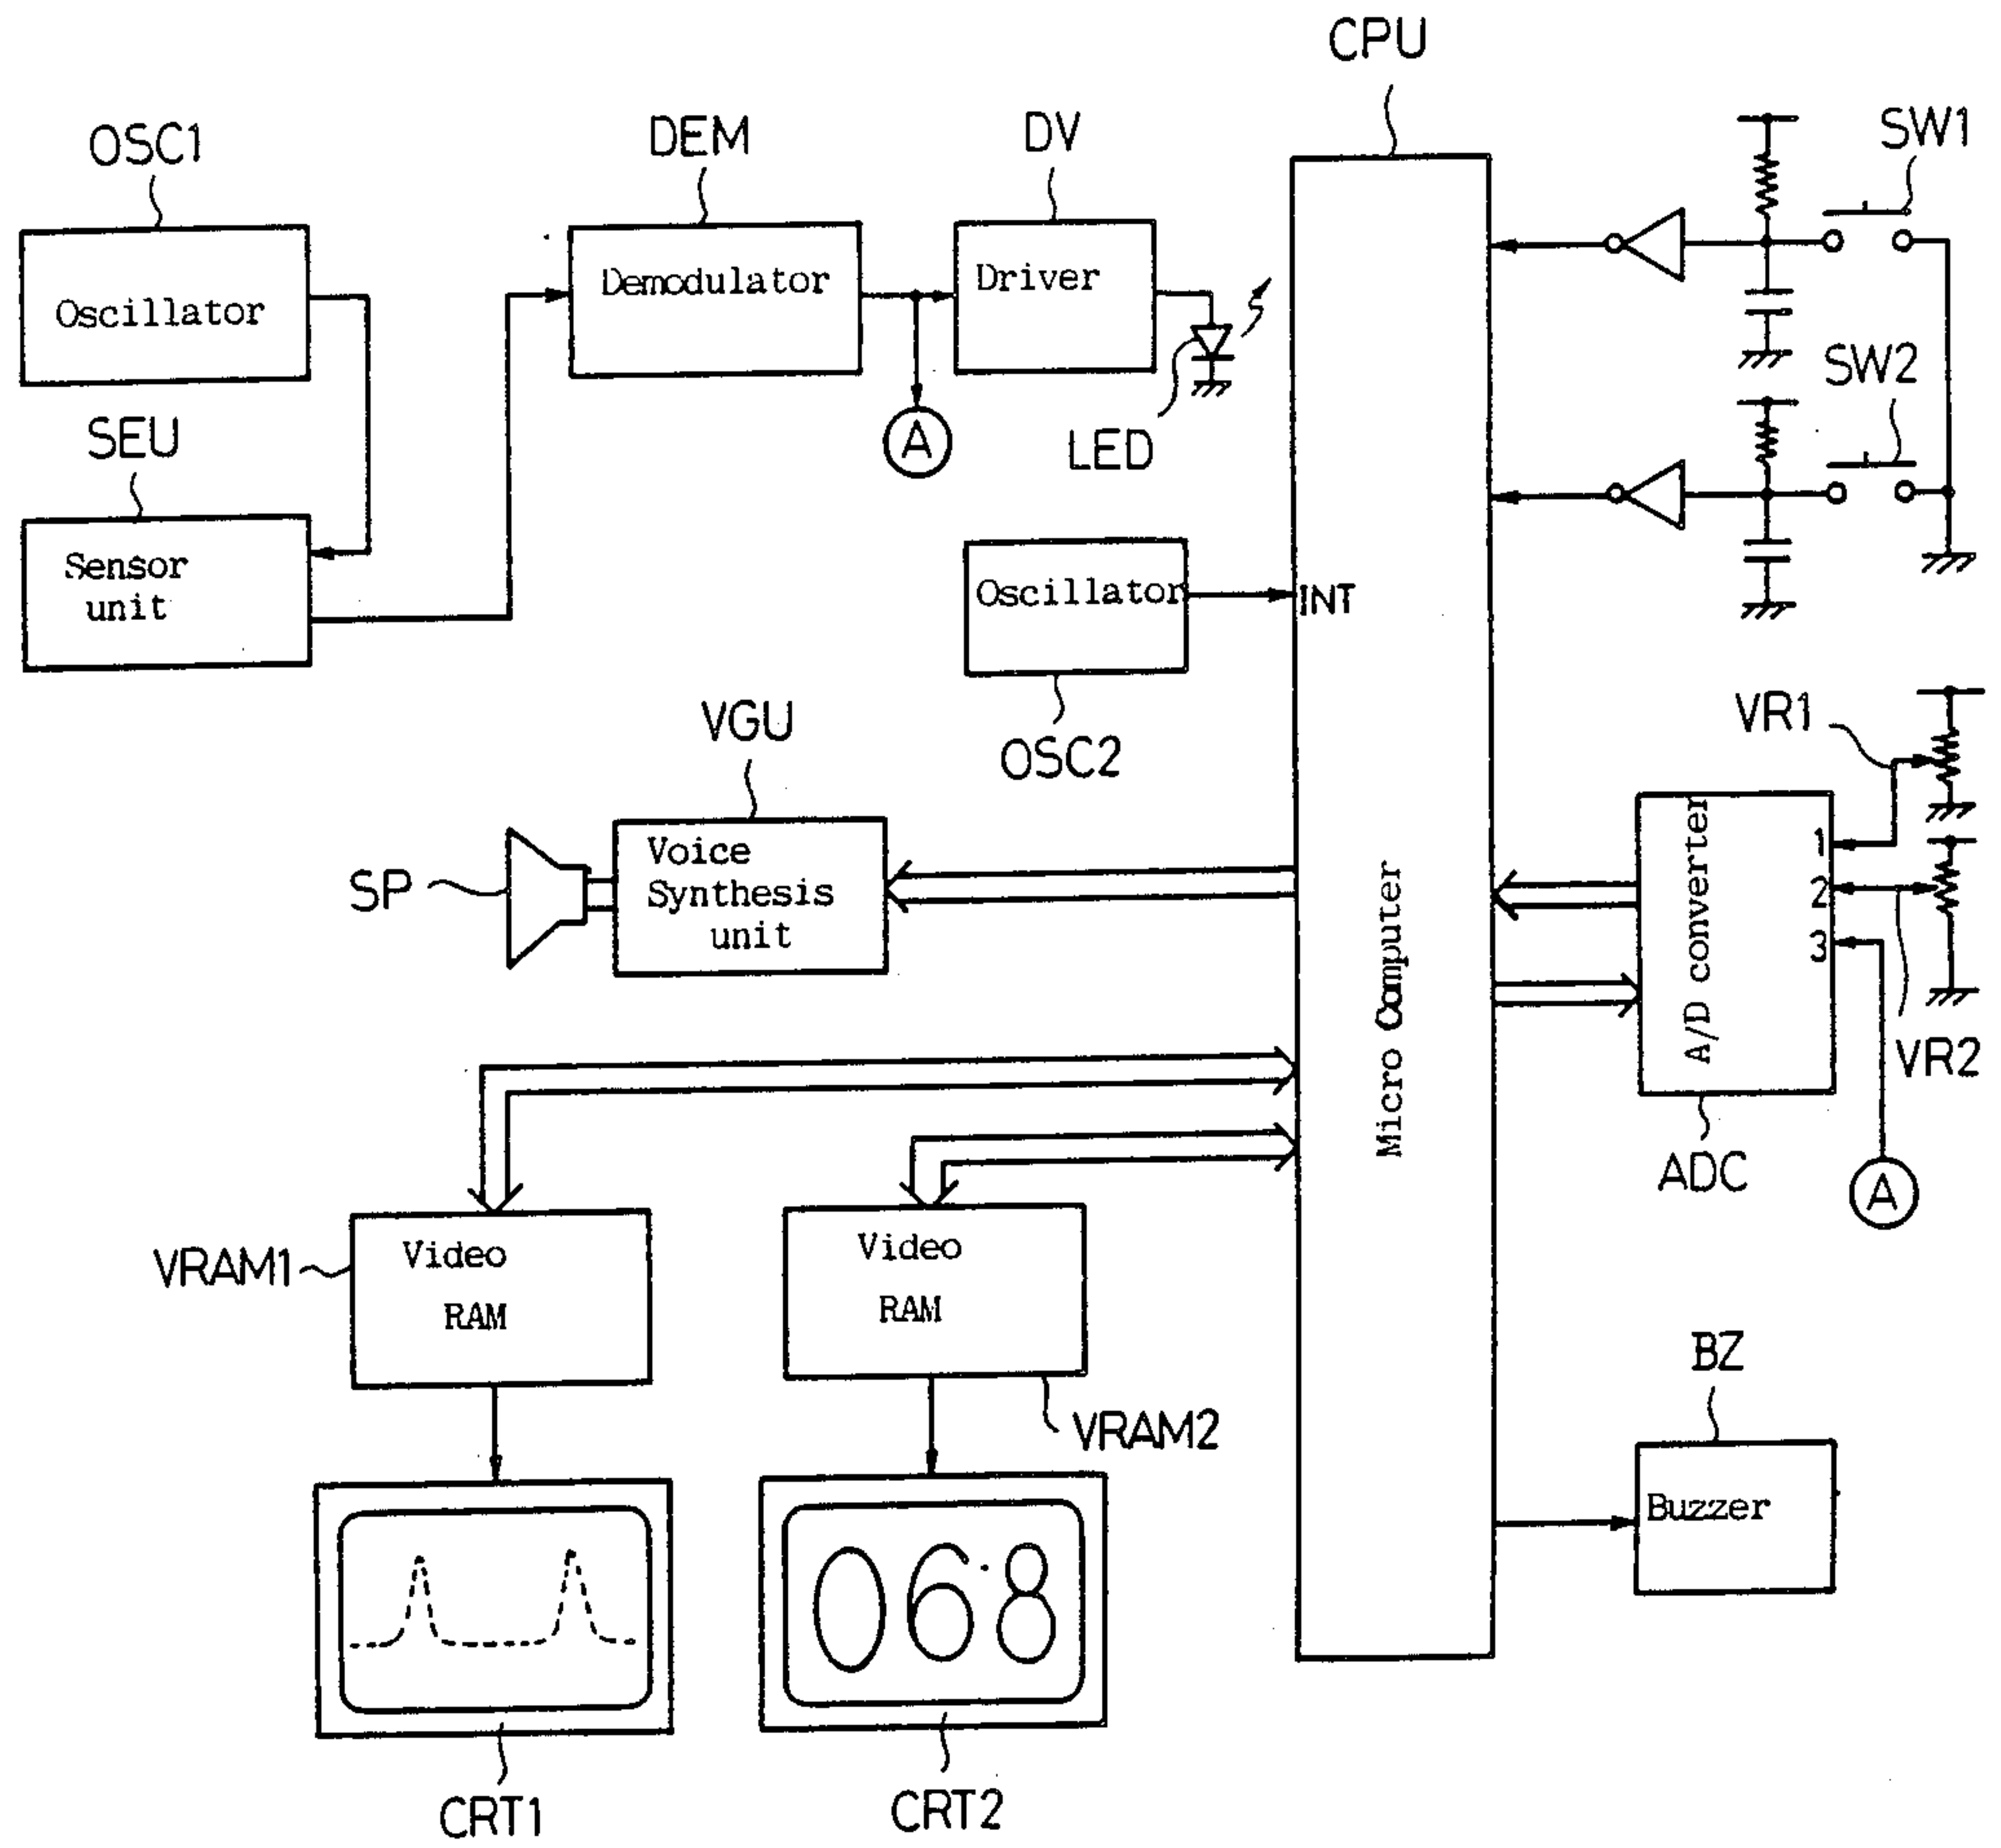 CPU
OSC1
DEM
DV
SW1
Oscillator
Demodulator
Driver
SEU
A
LED
SW2
Sensor
unit
Oscillator
INT
OSC2
VGU
VR1
SP
Voice
Synthesis
unit
Micro Computer
A/D converter
1
2
3
VR2
ADC
A
VRAM1
Video
RAM
Video
RAM
VRAM2
BZ
Buzzer
06.8
CRT1
CRT2